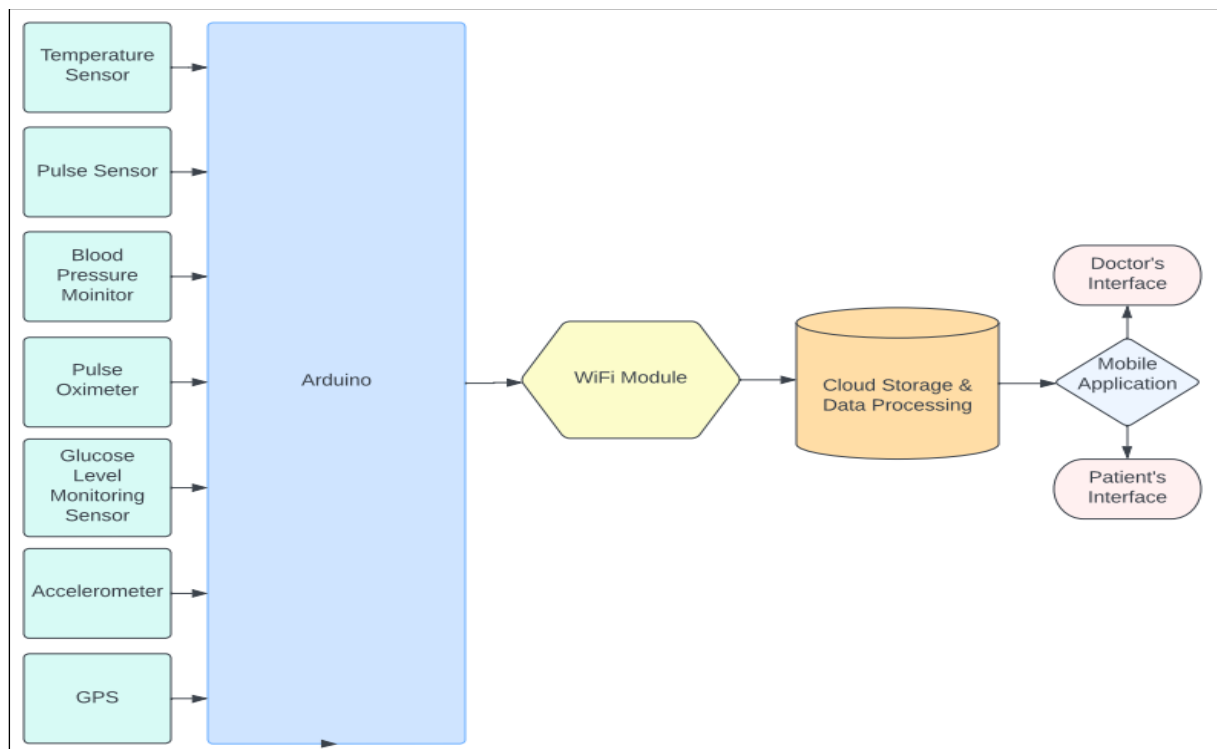 Temperature
Sensor
Pulse Sensor
Blood
Pressure
Moinitor
Pulse
Oximeter
Glucose
Level
Monitoring
Sensor
Accelerometer
GPS
Arduino
WiFi Module
Cloud Storage &
Data Processing
Doctor's
Interface
Mobile
Application
Patient's
Interface